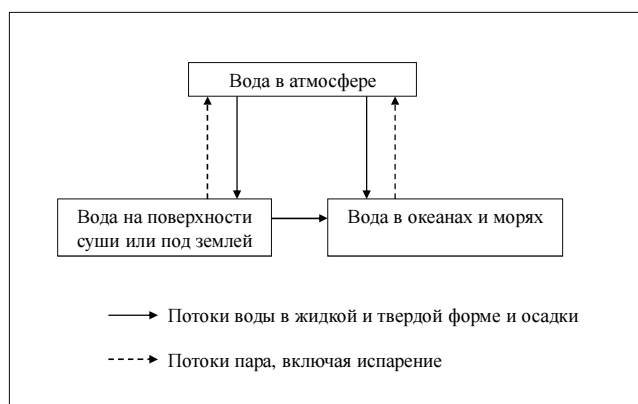 Вода в атмосфере
Вода на поверхности
суши или под землей
Вода в океанах и морях
Потоки воды в жидкой и твердой форме и осадки
Потоки пара, включая испарение